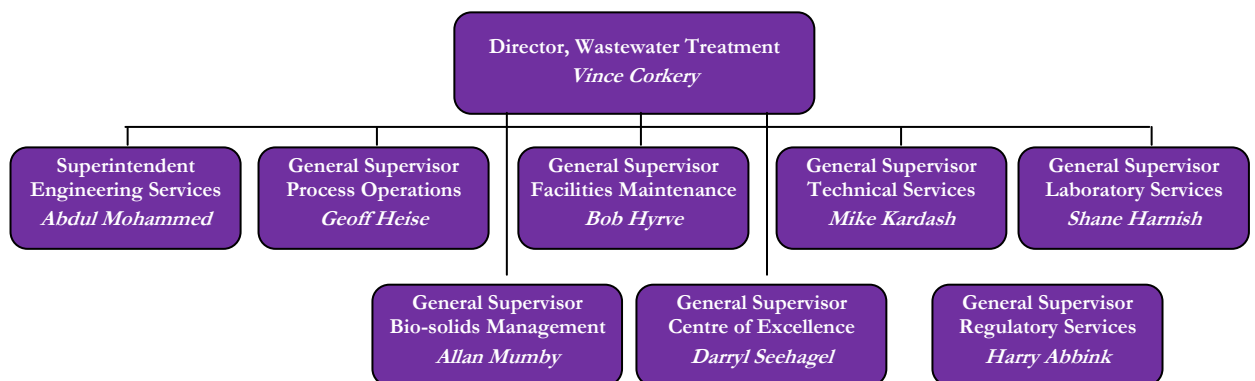 Director, Wastewater Treatment
Vince Corkery
Superintendent
Engineering Services
Abdul Mohammed
General Supervisor
Process Operations
Geoff Heise
General Supervisor
Facilities Maintenance
Bob Hyrve
General Supervisor
Technical Services
Mike Kardash
General Supervisor
Laboratory Services
Shane Harnish
General Supervisor
Bio-solids Management
Allan Mumby
General Supervisor
Centre of Excellence
Darryl Seehagel
General Supervisor
Regulatory Services
Harry Abbink